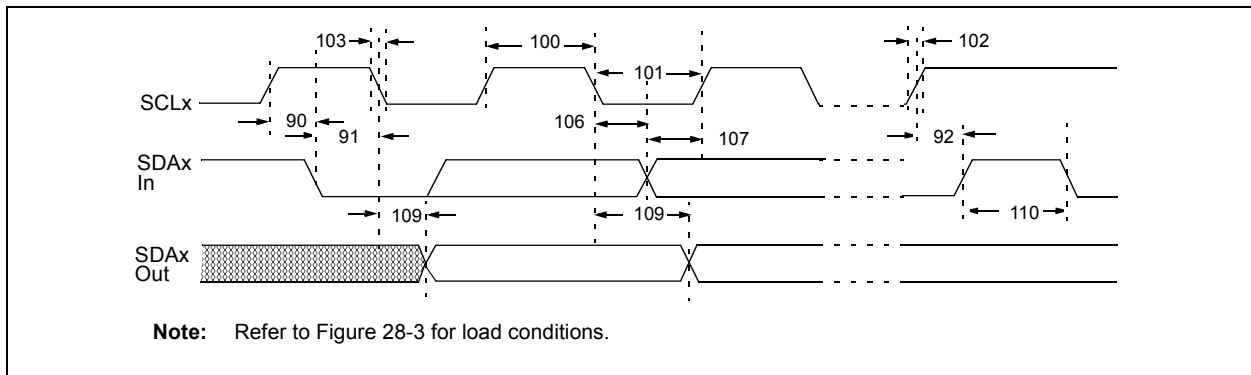 103
100
102
101
SCLx
90
106
91
107
92
SDAx
In
109
109
110
SDAx
Out
Note: Refer to Figure 28-3 for load conditions.